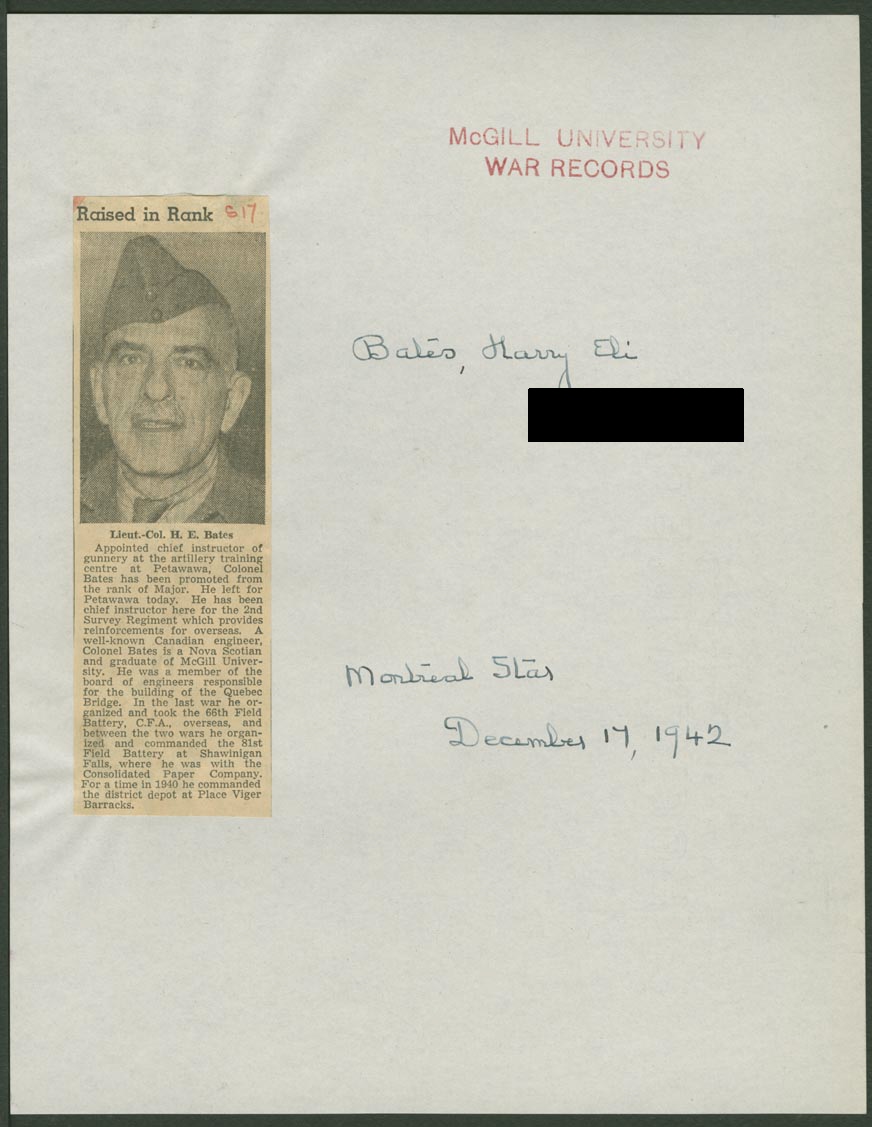 McGILL UNIVERSITY
WAR RECORDS
Raised in Rank S17
Bates, Harry Eli
Lieut.-Col. H. E. Bates
Appointed chief instructor of
gunnery at the artillery training
centre at Petawawa, Colonel
Bates has been promoted from
the rank of Major. He left for
Petawawa today. He has been
chief instructor here for the 2nd
Survey Regiment which provides
reinforcements for overseas. A
well-known Canadian engineer,
Colonel Bates is a Nova Scotian
and graduate of McGill Univer-
sity. He was a member of the
board of engineers responsible
for the building of the Quebec
Bridge. In the last war he or-
ganized and took the 66th Field
Battery, C.F.A., overseas, and
between the two wars he organ-
ized and commanded the 81st
Field Battery at Shawinigan
Falls, where he was with the
Consolidated Paper Company.
For a time in 1940 he commanded
the district depot at Place Viger
Barracks.
Montreal Star
December 17, 1942